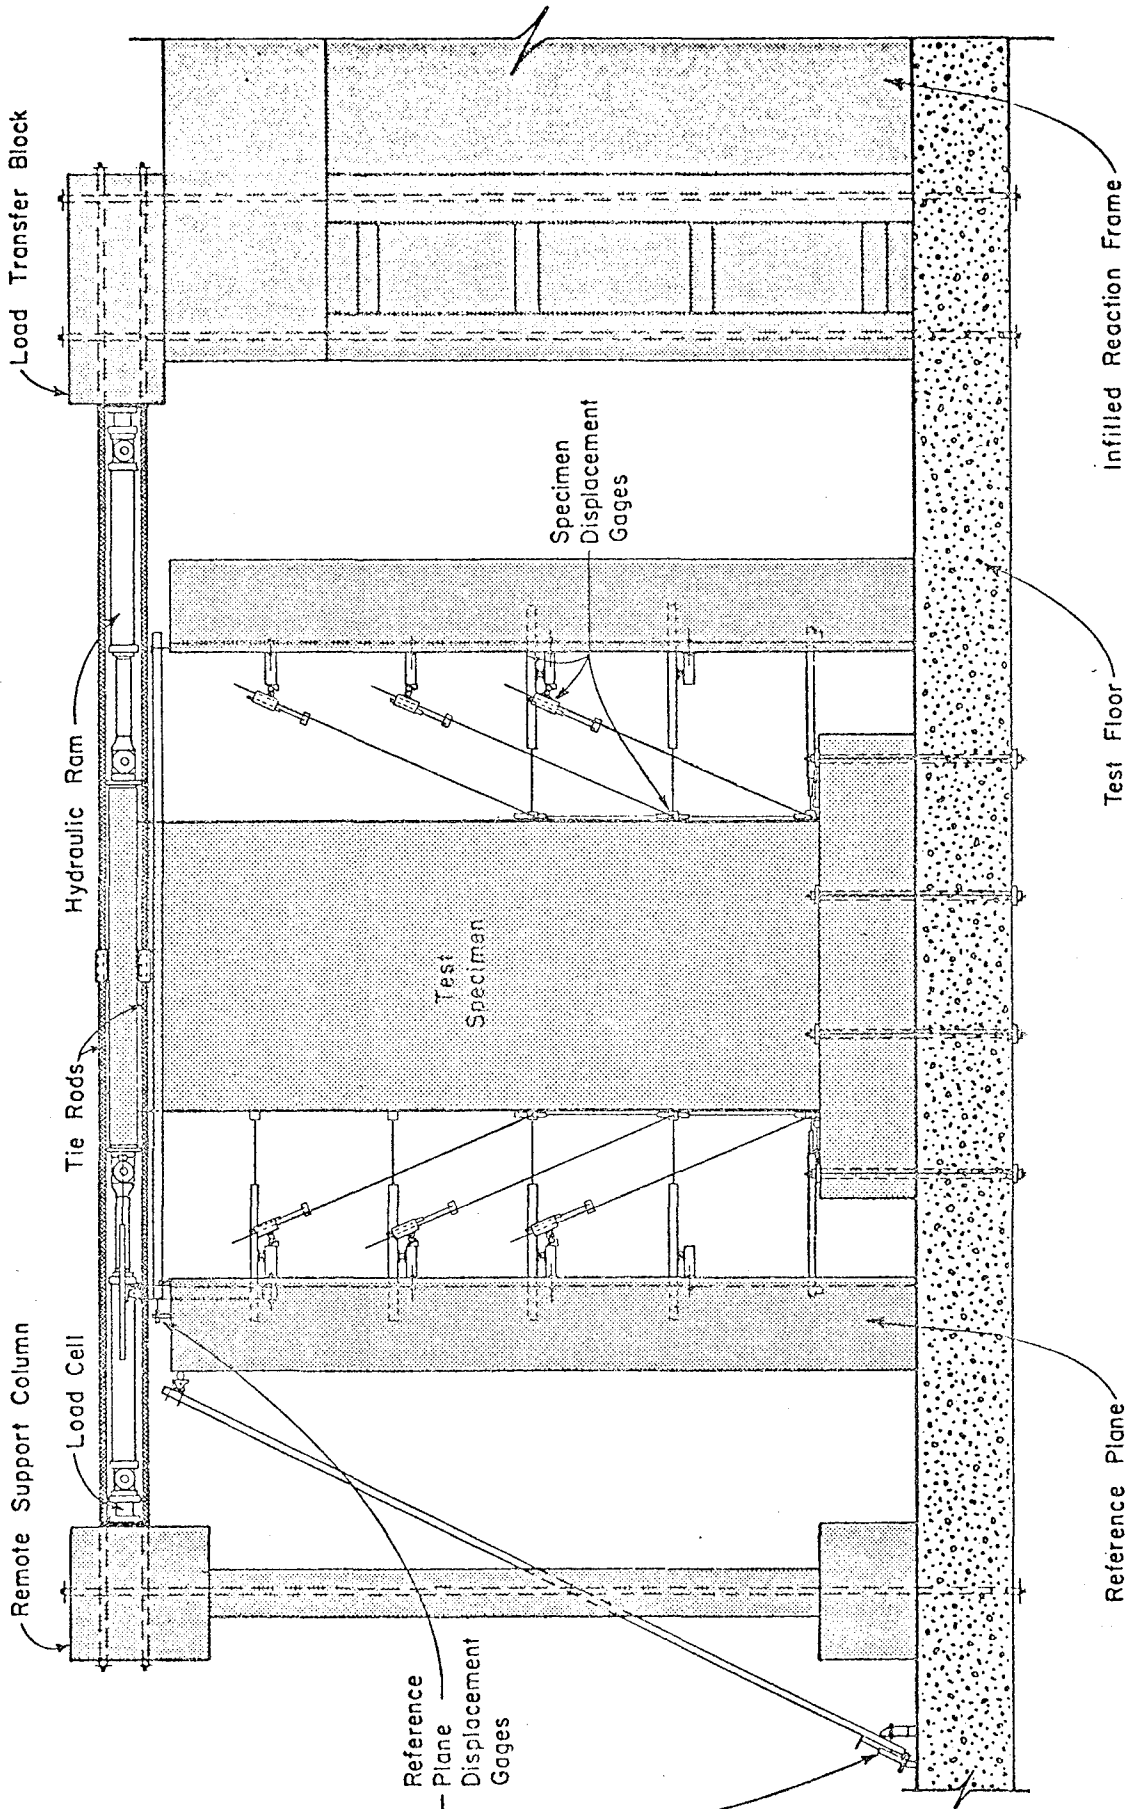 Remote Support Column
Load Cell
Tie Rods
Hydraulic Ram
Load Transfer Block
Reference
Plane
Displacement
Gages
Test
Specimen
Specimen
Displacement
Gages
Reference Plane
Test Floor
Infilled Reaction Frame